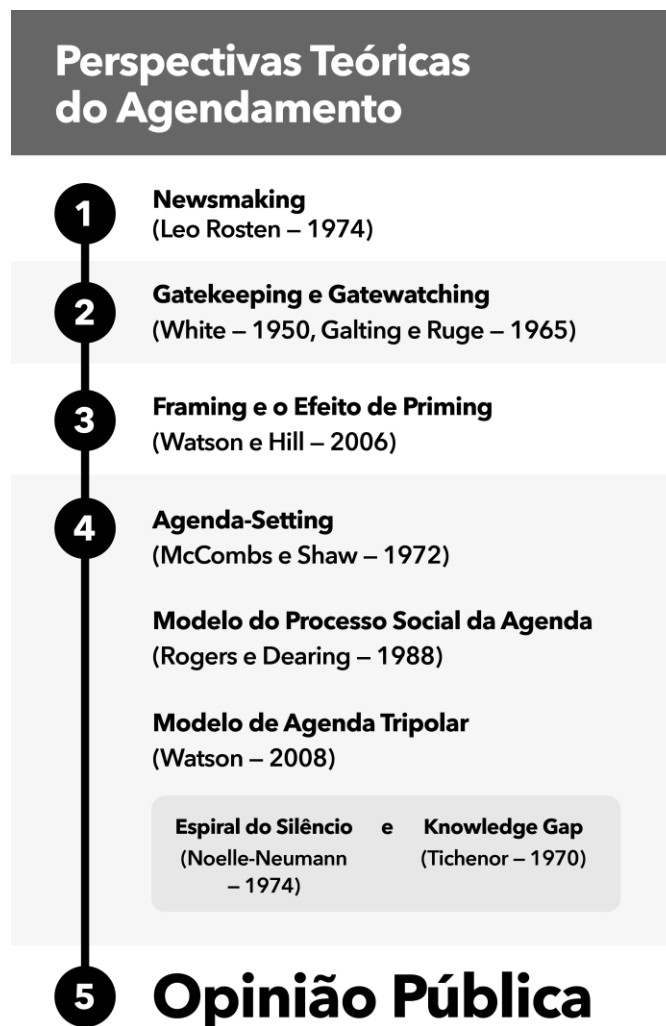 Perspectivas Teóricas
do Agendamento
1
Newsmaking
(Leo Rosten – 1974)
2
Gatekeeping e Gatewatching
(White – 1950, Galting e Ruge – 1965)
3
Framing e o Efeito de Priming
(Watson e Hill – 2006)
4
Agenda-Setting
(McCombs e Shaw – 1972)
Modelo do Processo Social da Agenda
(Rogers e Dearing – 1988)
Modelo de Agenda Tripolar
(Watson – 2008)
Espiral do Silêncio e Knowledge Gap
(Noelle-Neumann (Tichenor – 1970)
– 1974)
5
Opinião Pública